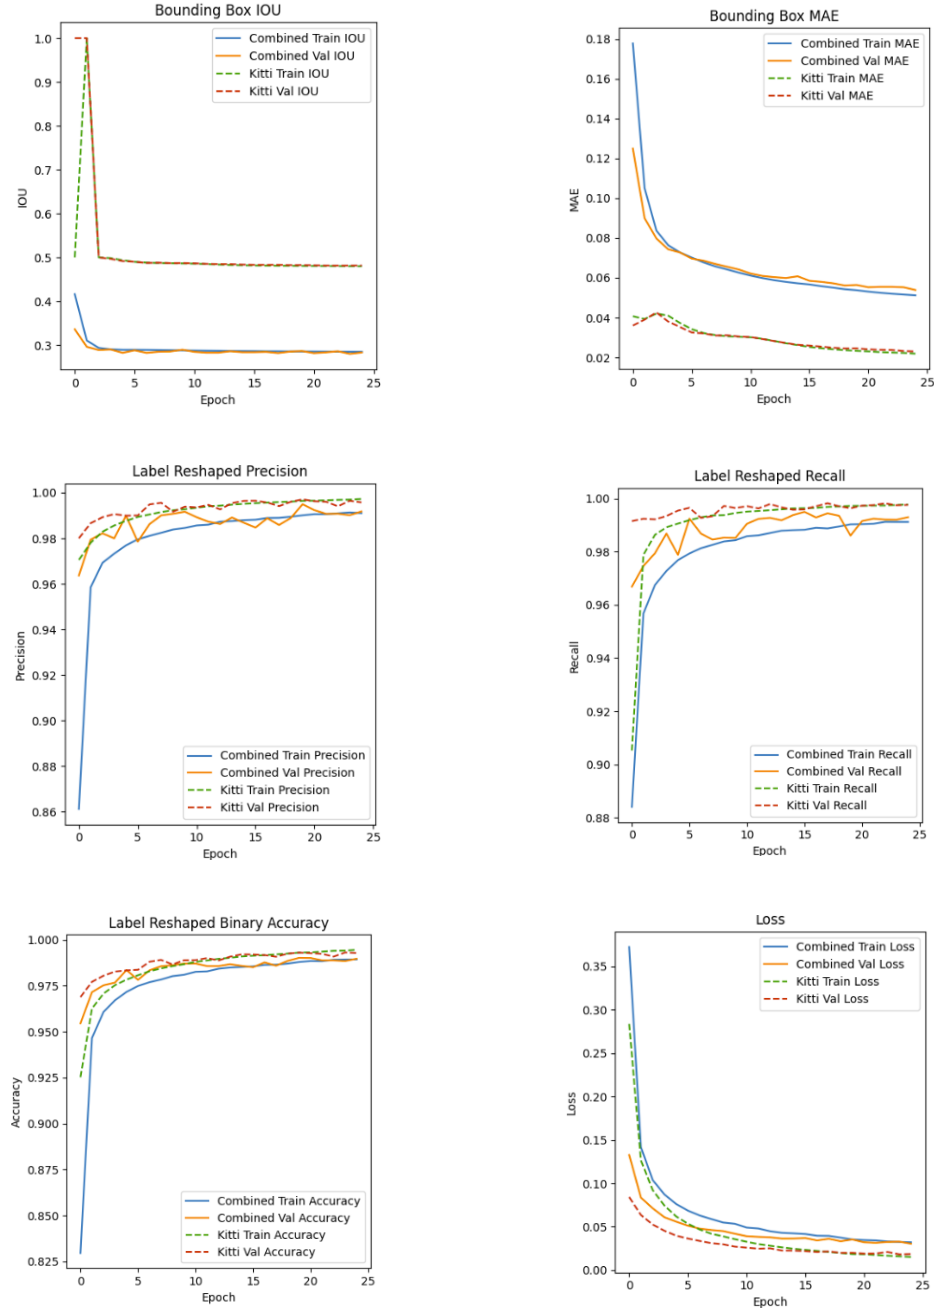 Bounding Box IOU
1.0
0.9
0.8
0.7
0.6
0.5
0.4
0.3
IOU
Combined Train IOU
Combined Val IOU
Kitti Train IOU
Kitti Val IOU
0 5 10 15 20 25
Epoch
Bounding Box MAE
0.18
0.16
0.14
0.12
0.10
0.08
0.06
0.04
0.02
MAE
Combined Train MAE
Combined Val MAE
Kitti Train MAE
Kitti Val MAE
0 5 10 15 20 25
Epoch
Label Reshaped Precision
1.00
0.98
0.96
0.94
0.92
0.90
0.88
0.86
Precision
Combined Train Precision
Combined Val Precision
Kitti Train Precision
Kitti Val Precision
0 5 10 15 20 25
Epoch
Label Reshaped Recall
1.00
0.98
0.96
0.94
0.92
0.90
0.88
Recall
Combined Train Recall
Combined Val Recall
Kitti Train Recall
Kitti Val Recall
0 5 10 15 20 25
Epoch
Label Reshaped Binary Accuracy
1.000
0.975
0.950
0.925
0.900
0.875
0.850
0.825
Accuracy
Combined Train Accuracy
Combined Val Accuracy
Kitti Train Accuracy
Kitti Val Accuracy
0 5 10 15 20 25
Epoch
Loss
0.35
0.30
0.25
0.20
0.15
0.10
0.05
0.00
Loss
Combined Train Loss
Combined Val Loss
Kitti Train Loss
Kitti Val Loss
0 5 10 15 20 25
Epoch